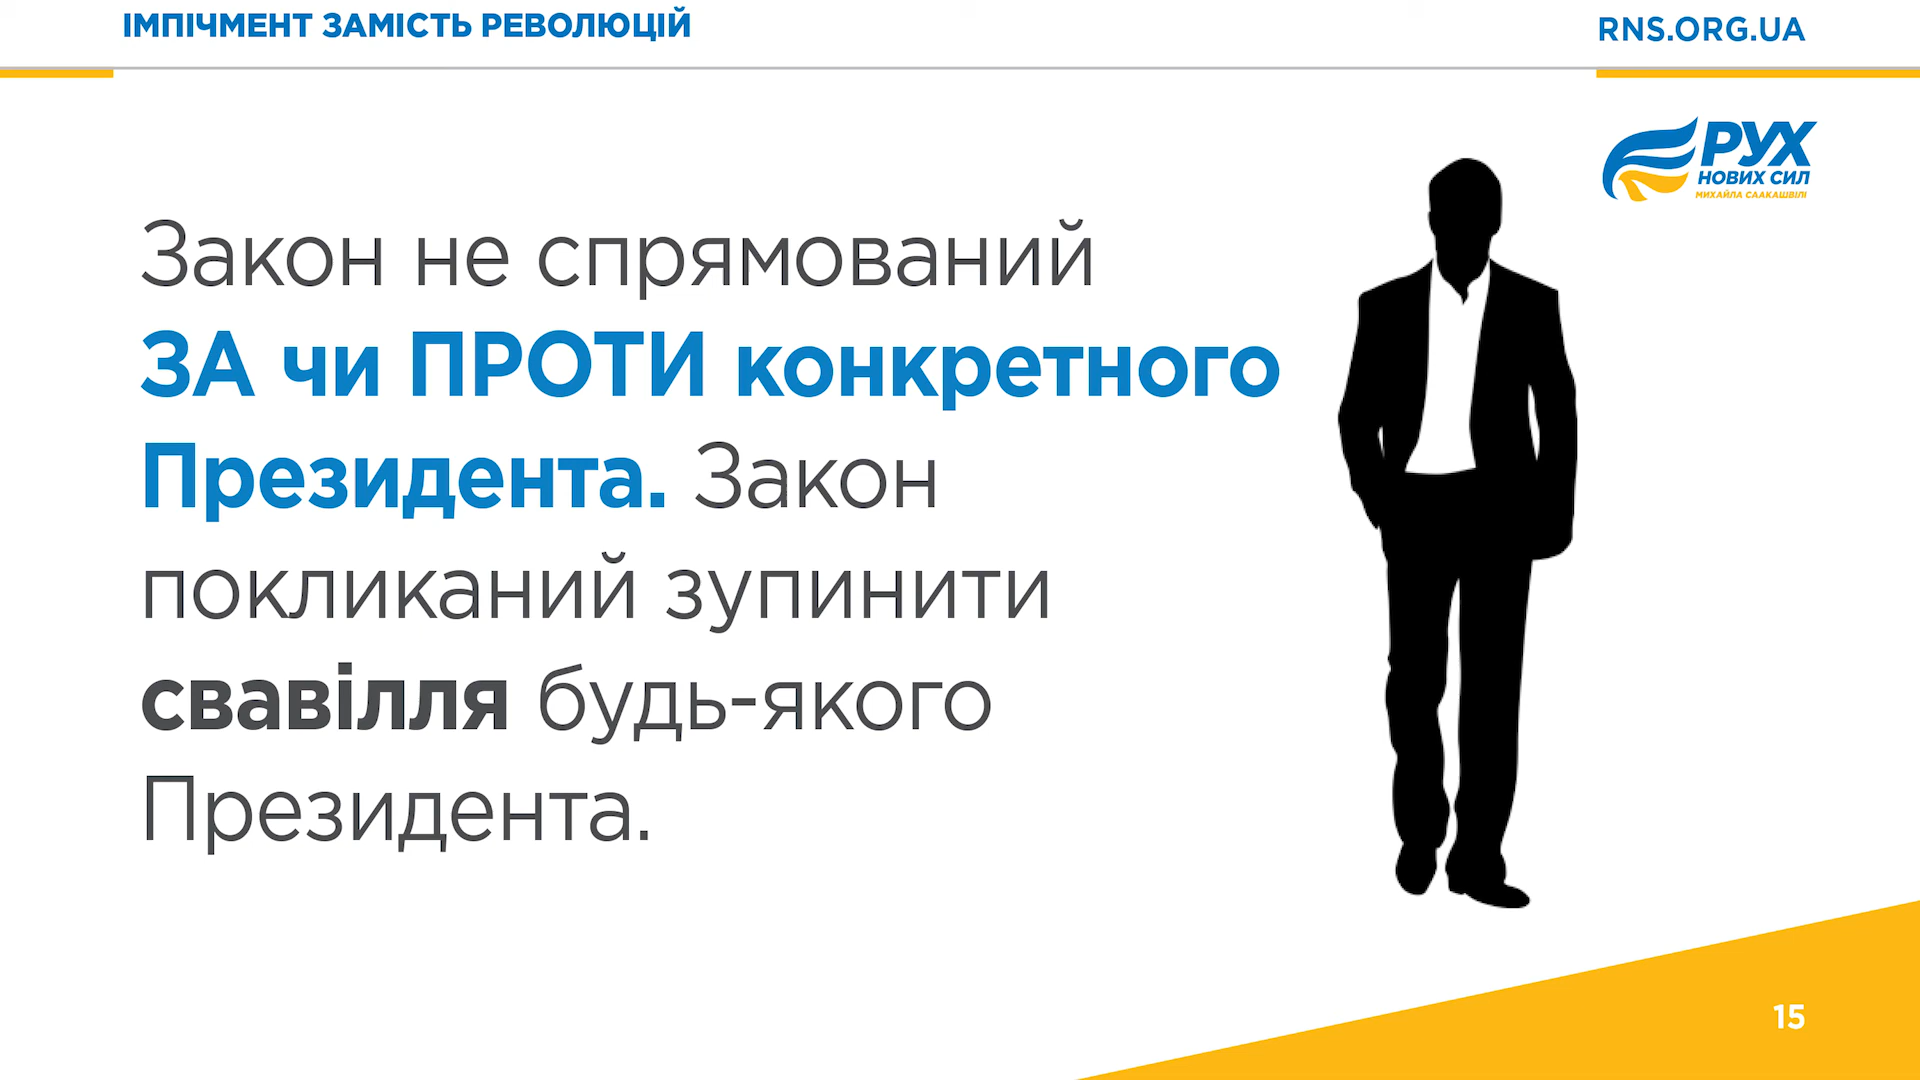 ІМПІЧМЕНТ ЗАМІСТЬ РЕВОЛЮЦІЙ
RNS.ORG.UA
РУХ
НОВИХ СИЛ
МИХАЙЛА СААКАШВІЛІ
Закон не спрямований
ЗА чи ПРОТИ конкретного
Президента. Закон
покликаний зупинити
свавілля будь-якого
Президента.
15